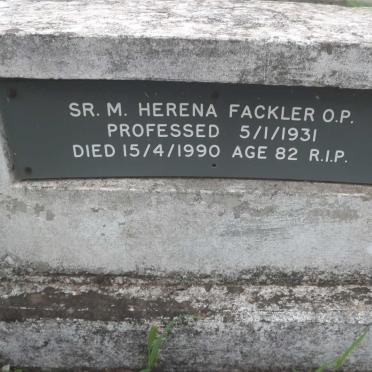 SR. M. HERENA FACKLER O.P.
PROFESSED 5/1/1931
DIED 15/4/1990 AGE 82 R.I.P.